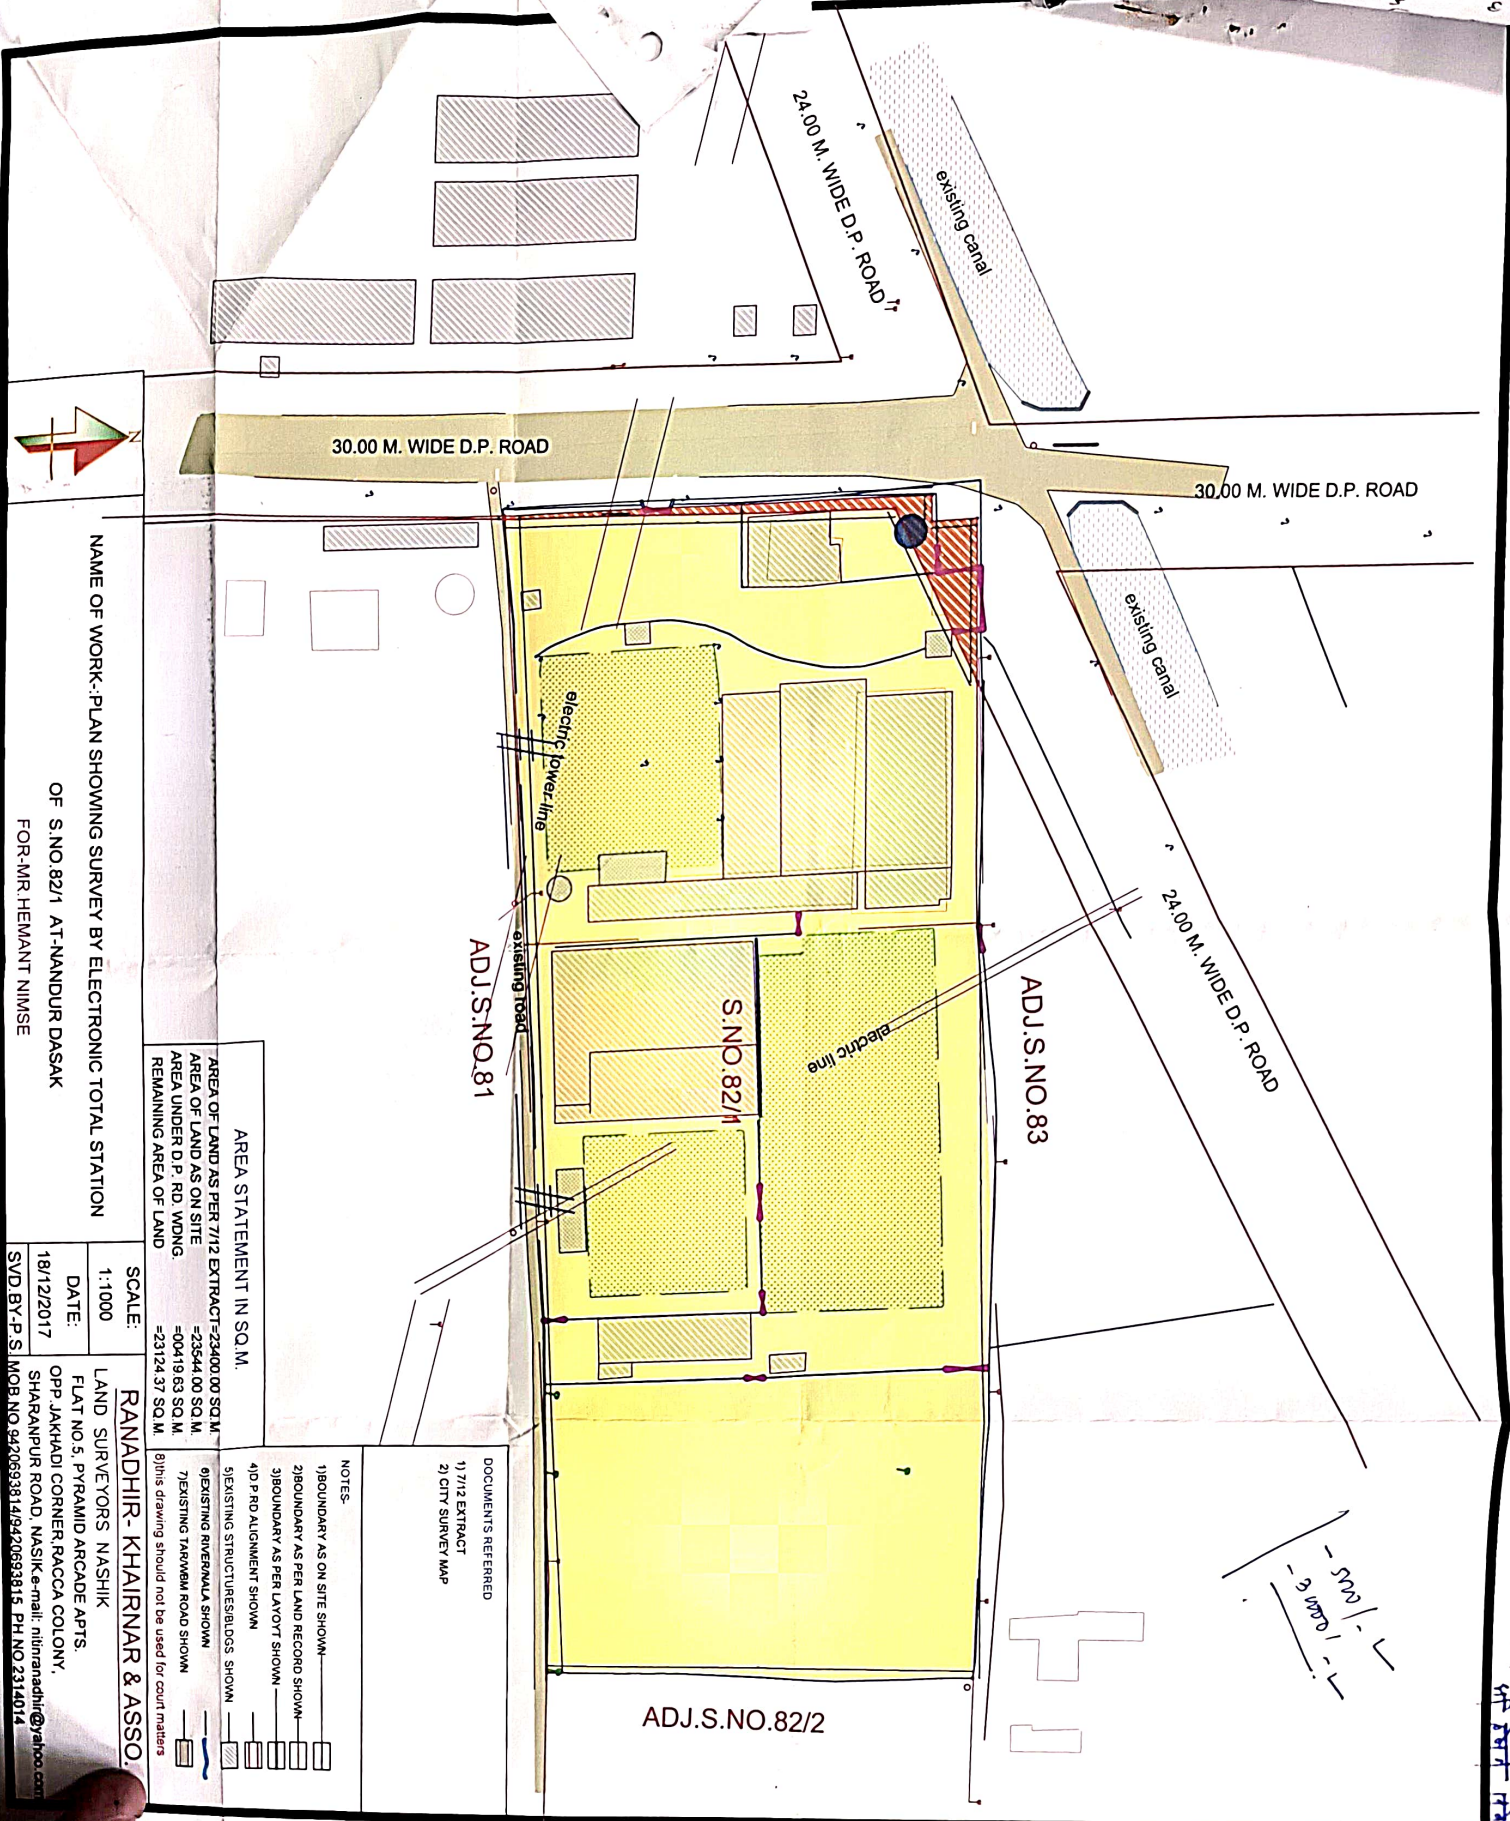 24.00 M. WIDE D.P. ROAD
existing canal
30.00 M. WIDE D.P. ROAD
30.00 M. WIDE D.P. ROAD
existing canal
24.00 M. WIDE D.P. ROAD
electric tower line
electric line
existing road
ADJ.S.NO.81
S.NO.82/1
ADJ.S.NO.83
ADJ.S.NO.82/2
N
NAME OF WORK-:PLAN SHOWING SURVEY BY ELECTRONIC TOTAL STATION
OF S.NO.82/1 AT-NANDUR DASAK
FOR-MR.HEMANT NIMSE
AREA STATEMENT IN SQ.M.
AREA OF LAND AS PER 7/12 EXTRACT=23400.00 SQ.M.
AREA OF LAND AS ON SITE =23544.00 SQ.M.
AREA UNDER D.P. RD. WDNG. =00419.63 SQ.M.
REMAINING AREA OF LAND =23124.37 SQ.M.
SCALE:
1:1000
DATE:
18/12/2017
SVD.BY-P.S.
DOCUMENTS REFERRED
1) 7/12 EXTRACT
2) CITY SURVEY MAP
NOTES-
1)BOUNDARY AS ON SITE SHOWN
2)BOUNDARY AS PER LAND RECORD SHOWN
3)BOUNDARY AS PER LAYOYT SHOWN
4)D.P.RD ALIGNMENT SHOWN
5)EXISTING STRUCTURES/BLDGS SHOWN
6)EXISTING RIVER/NALA SHOWN
7)EXISTING TAR/WBM ROAD SHOWN
8)this drawing should not be used for court matters
RANADHIR- KHAIRNAR & ASSO.
LAND SURVEYORS NASHIK
FLAT NO.5, PYRAMID ARCADE APTS.
OPP.JAKHADI CORNER,RACCA COLONY,
SHARANPUR ROAD, NASIK.e-mail: nitinranadhir@yahoo.com
MOB.NO.9420693814/9420693815 PH NO.2314014